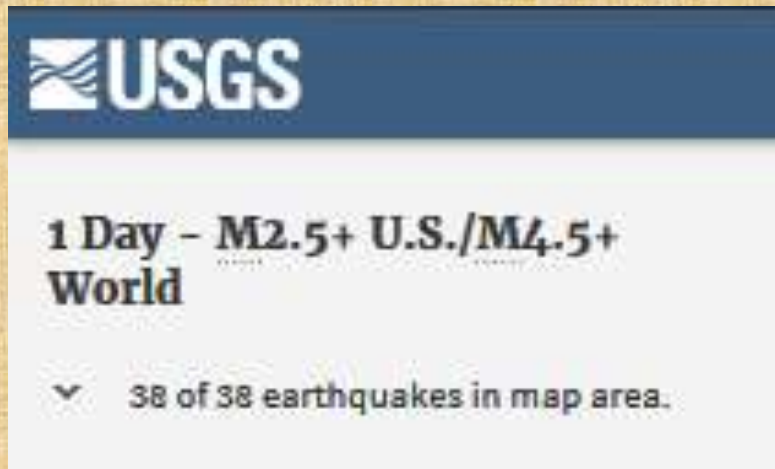 USGS
1 Day - M2.5+ U.S./M4.5+
World
38 of 38 earthquakes in map area.